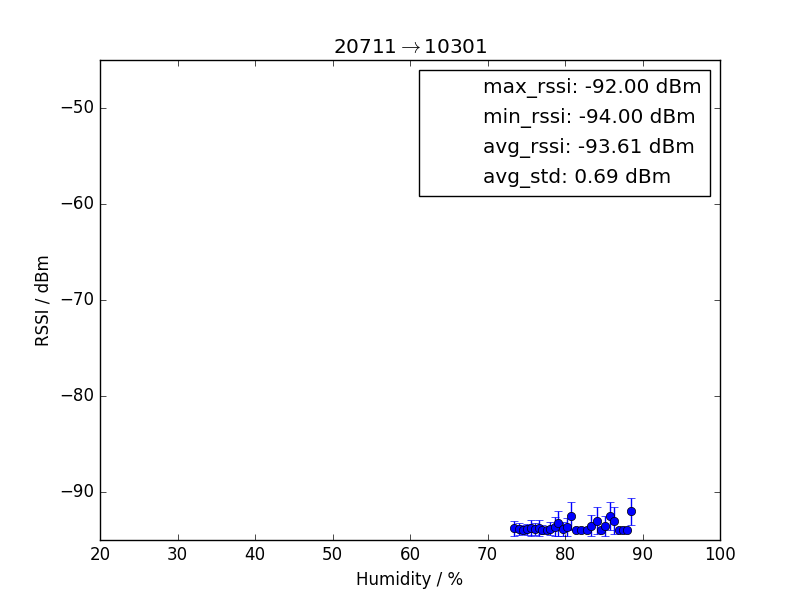 20711→10301
max_rssi: -92.00 dBm
min_rssi: -94.00 dBm
avg_rssi: -93.61 dBm
avg_std: 0.69 dBm
RSSI / dBm
−50
−60
−70
−80
−90
20 30 40 50 60 70 80 90 100
Humidity / %